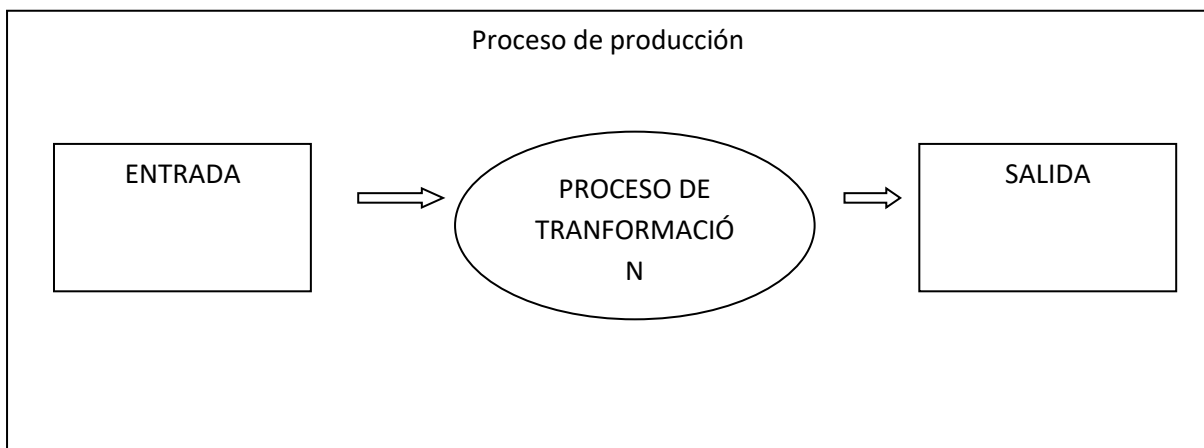 Proceso de producción
ENTRADA
PROCESO DE
TRANFORMACIÓ
N
SALIDA